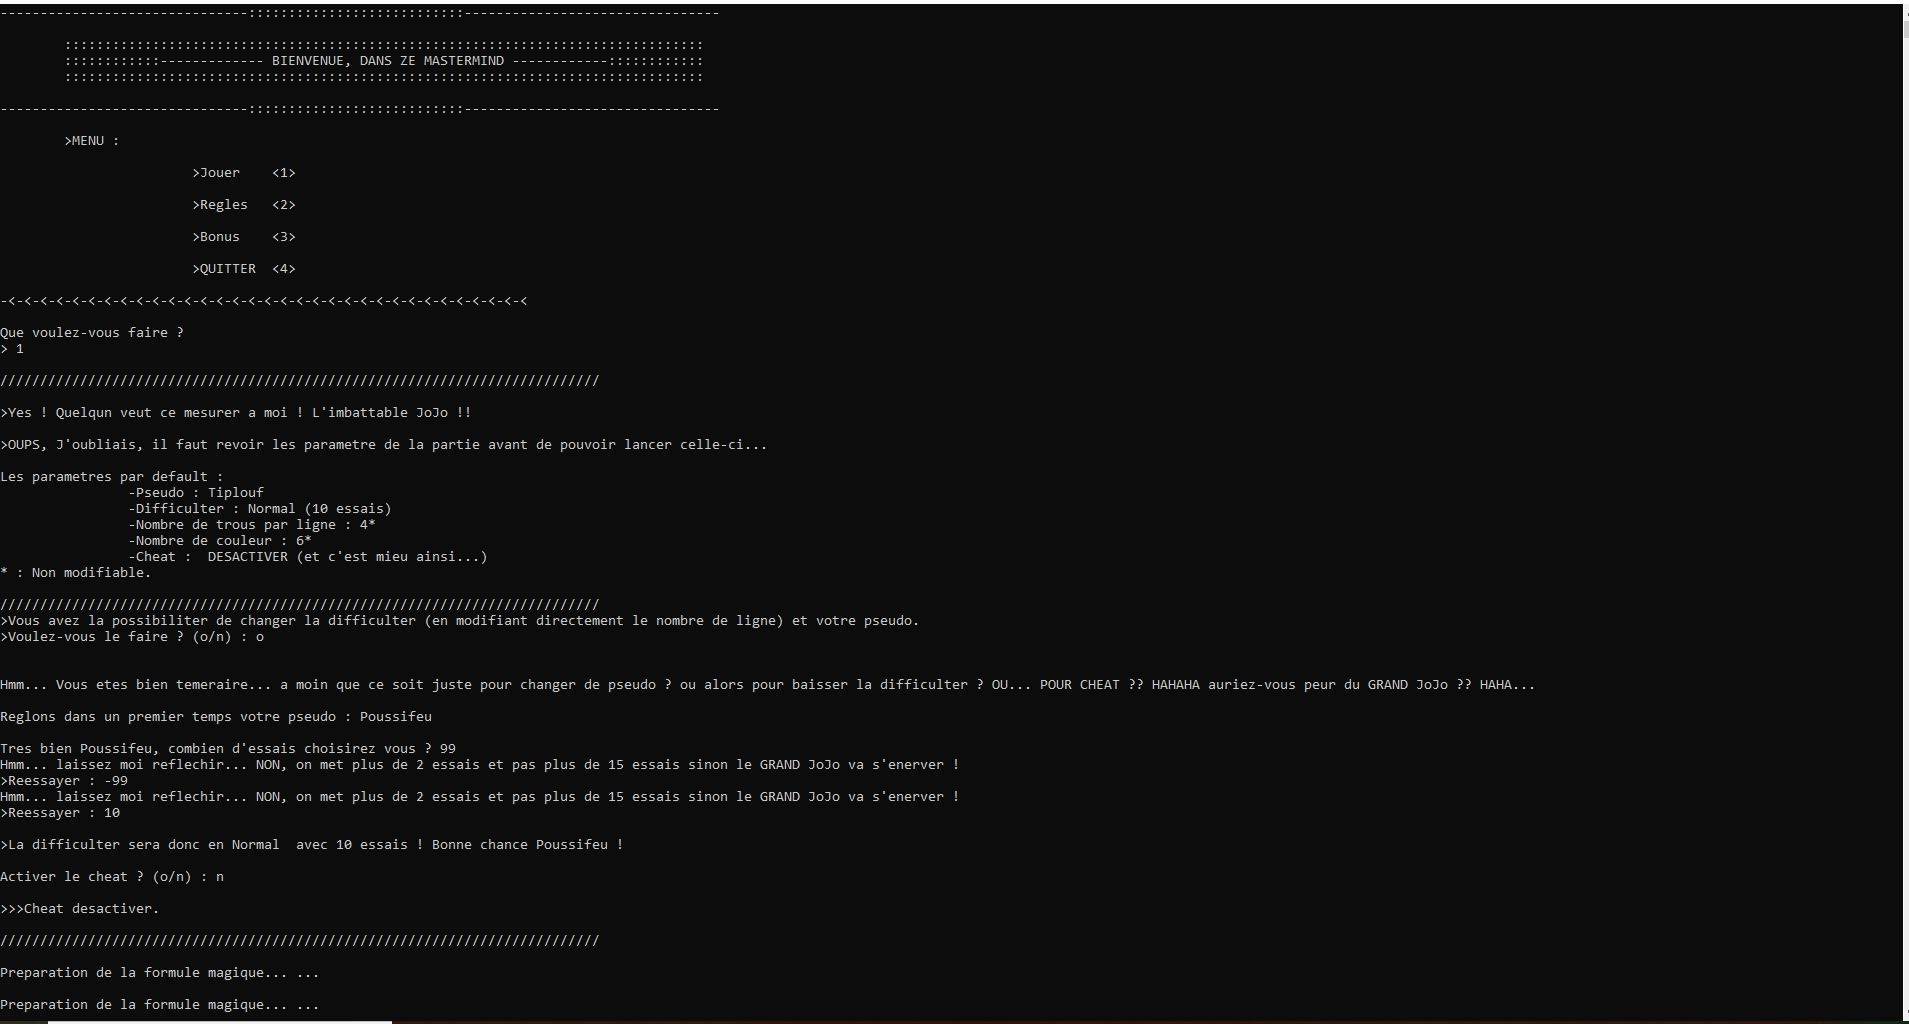 -------------------------------:::::::::::::::::::::::::::--------------------------------
::::::::::::::::::::::::::::::::::::::::::::::::::::::::::::::::::::::::::::::::
::::::::::::------------- BIENVENUE, DANS ZE MASTERMIND ------------::::::::::::
::::::::::::::::::::::::::::::::::::::::::::::::::::::::::::::::::::::::::::::::
-------------------------------:::::::::::::::::::::::::::--------------------------------
>MENU :
>Jouer    <1>
>Regles   <2>
>Bonus    <3>
>QUITTER  <4>
-<-<-<-<-<-<-<-<-<-<-<-<-<-<-<-<-<-<-<-<-<-<-<-<-<-<-<-<-<-<-<-<-<
Que voulez-vous faire ?
> 1
///////////////////////////////////////////////////////////////////////////
>Yes ! Quelqun veut ce mesurer a moi ! L'imbattable JoJo !!
>OUPS, J'oubliais, il faut revoir les parametre de la partie avant de pouvoir lancer celle-ci...
Les parametres par default :
-Pseudo : Tiplouf
-Difficulter : Normal (10 essais)
-Nombre de trous par ligne : 4*
-Nombre de couleur : 6*
-Cheat :  DESACTIVER (et c'est mieu ainsi...)
* : Non modifiable.
///////////////////////////////////////////////////////////////////////////
>Vous avez la possibiliter de changer la difficulter (en modifiant directement le nombre de ligne) et votre pseudo.
>Voulez-vous le faire ? (o/n) : o
Hmm... Vous etes bien temeraire... a moin que ce soit juste pour changer de pseudo ? ou alors pour baisser la difficulter ? OU... POUR CHEAT ?? HAHAHA auriez-vous peur du GRAND JoJo ?? HAHA...
Reglons dans un premier temps votre pseudo : Poussifeu
Tres bien Poussifeu, combien d'essais choisirez vous ? 99
Hmm... laissez moi reflechir... NON, on met plus de 2 essais et pas plus de 15 essais sinon le GRAND JoJo va s'enerver !
>Reessayer : -99
Hmm... laissez moi reflechir... NON, on met plus de 2 essais et pas plus de 15 essais sinon le GRAND JoJo va s'enerver !
>Reessayer : 10
>La difficulter sera donc en Normal  avec 10 essais ! Bonne chance Poussifeu !
Activer le cheat ? (o/n) : n
>>>Cheat desactiver.
///////////////////////////////////////////////////////////////////////////
Preparation de la formule magique... ...
Preparation de la formule magique... ...